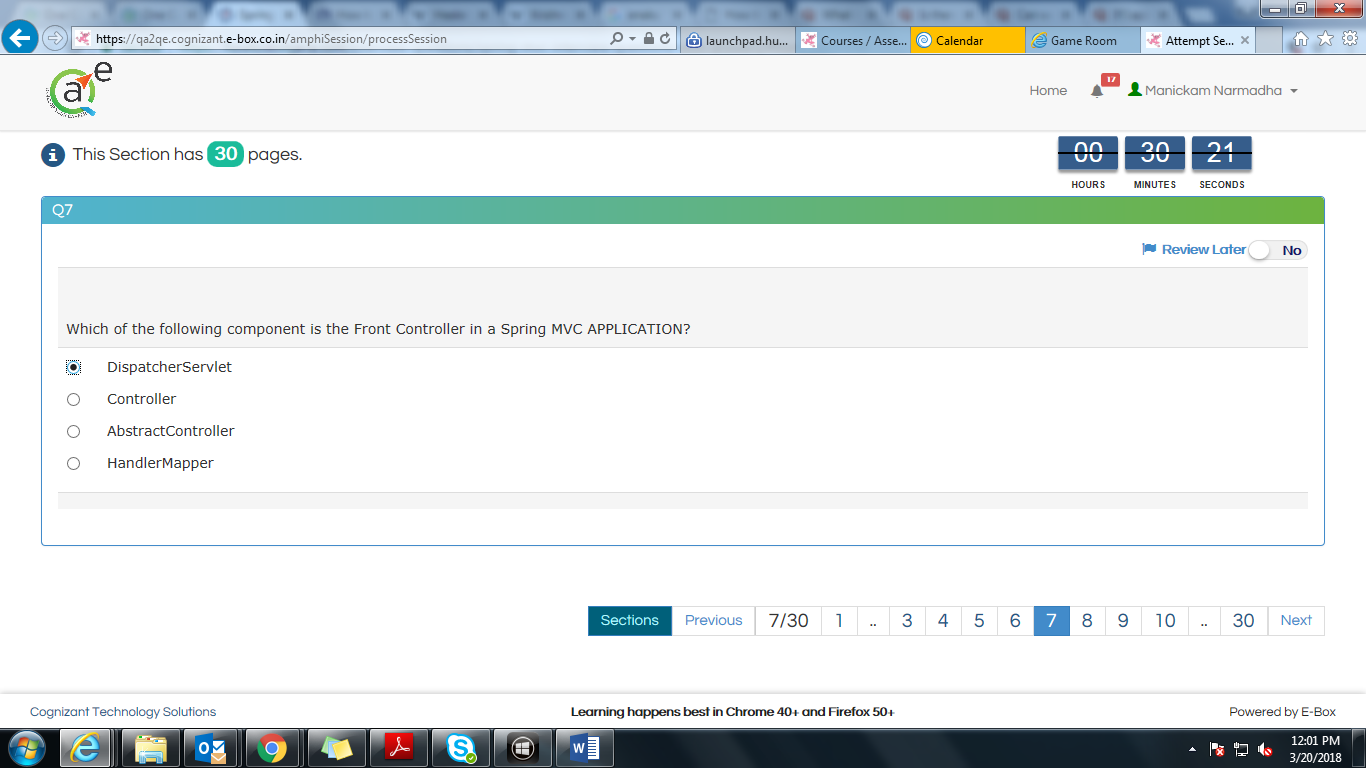 https://qa2qe.cognizant.e-box.co.in/amphiSession/processSession
launchpad.hu...
Courses / Asse...
Calendar
Game Room
Attempt Se...
a e
Home
17
Manickam Narmadha
This Section has 30 pages.
00 30 21
HOURS MINUTES SECONDS
Q7
Review Later No
Which of the following component is the Front Controller in a Spring MVC APPLICATION?
DispatcherServlet
Controller
AbstractController
HandlerMapper
Sections Previous 7/30 1 .. 3 4 5 6 7 8 9 10 .. 30 Next
Cognizant Technology Solutions
Learning happens best in Chrome 40+ and Firefox 50+
Powered by E-Box
12:01 PM
3/20/2018